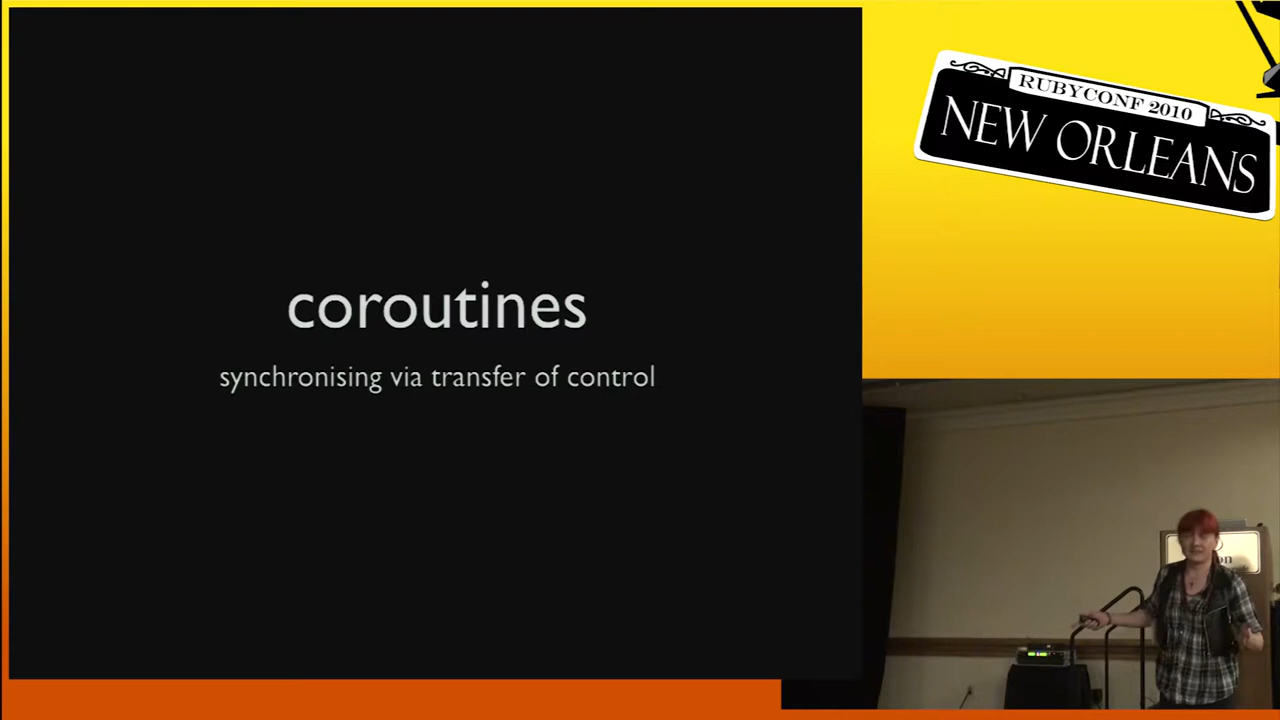 coroutines
synchronising via transfer of control
RUBYCONF 2010
NEW ORLEANS